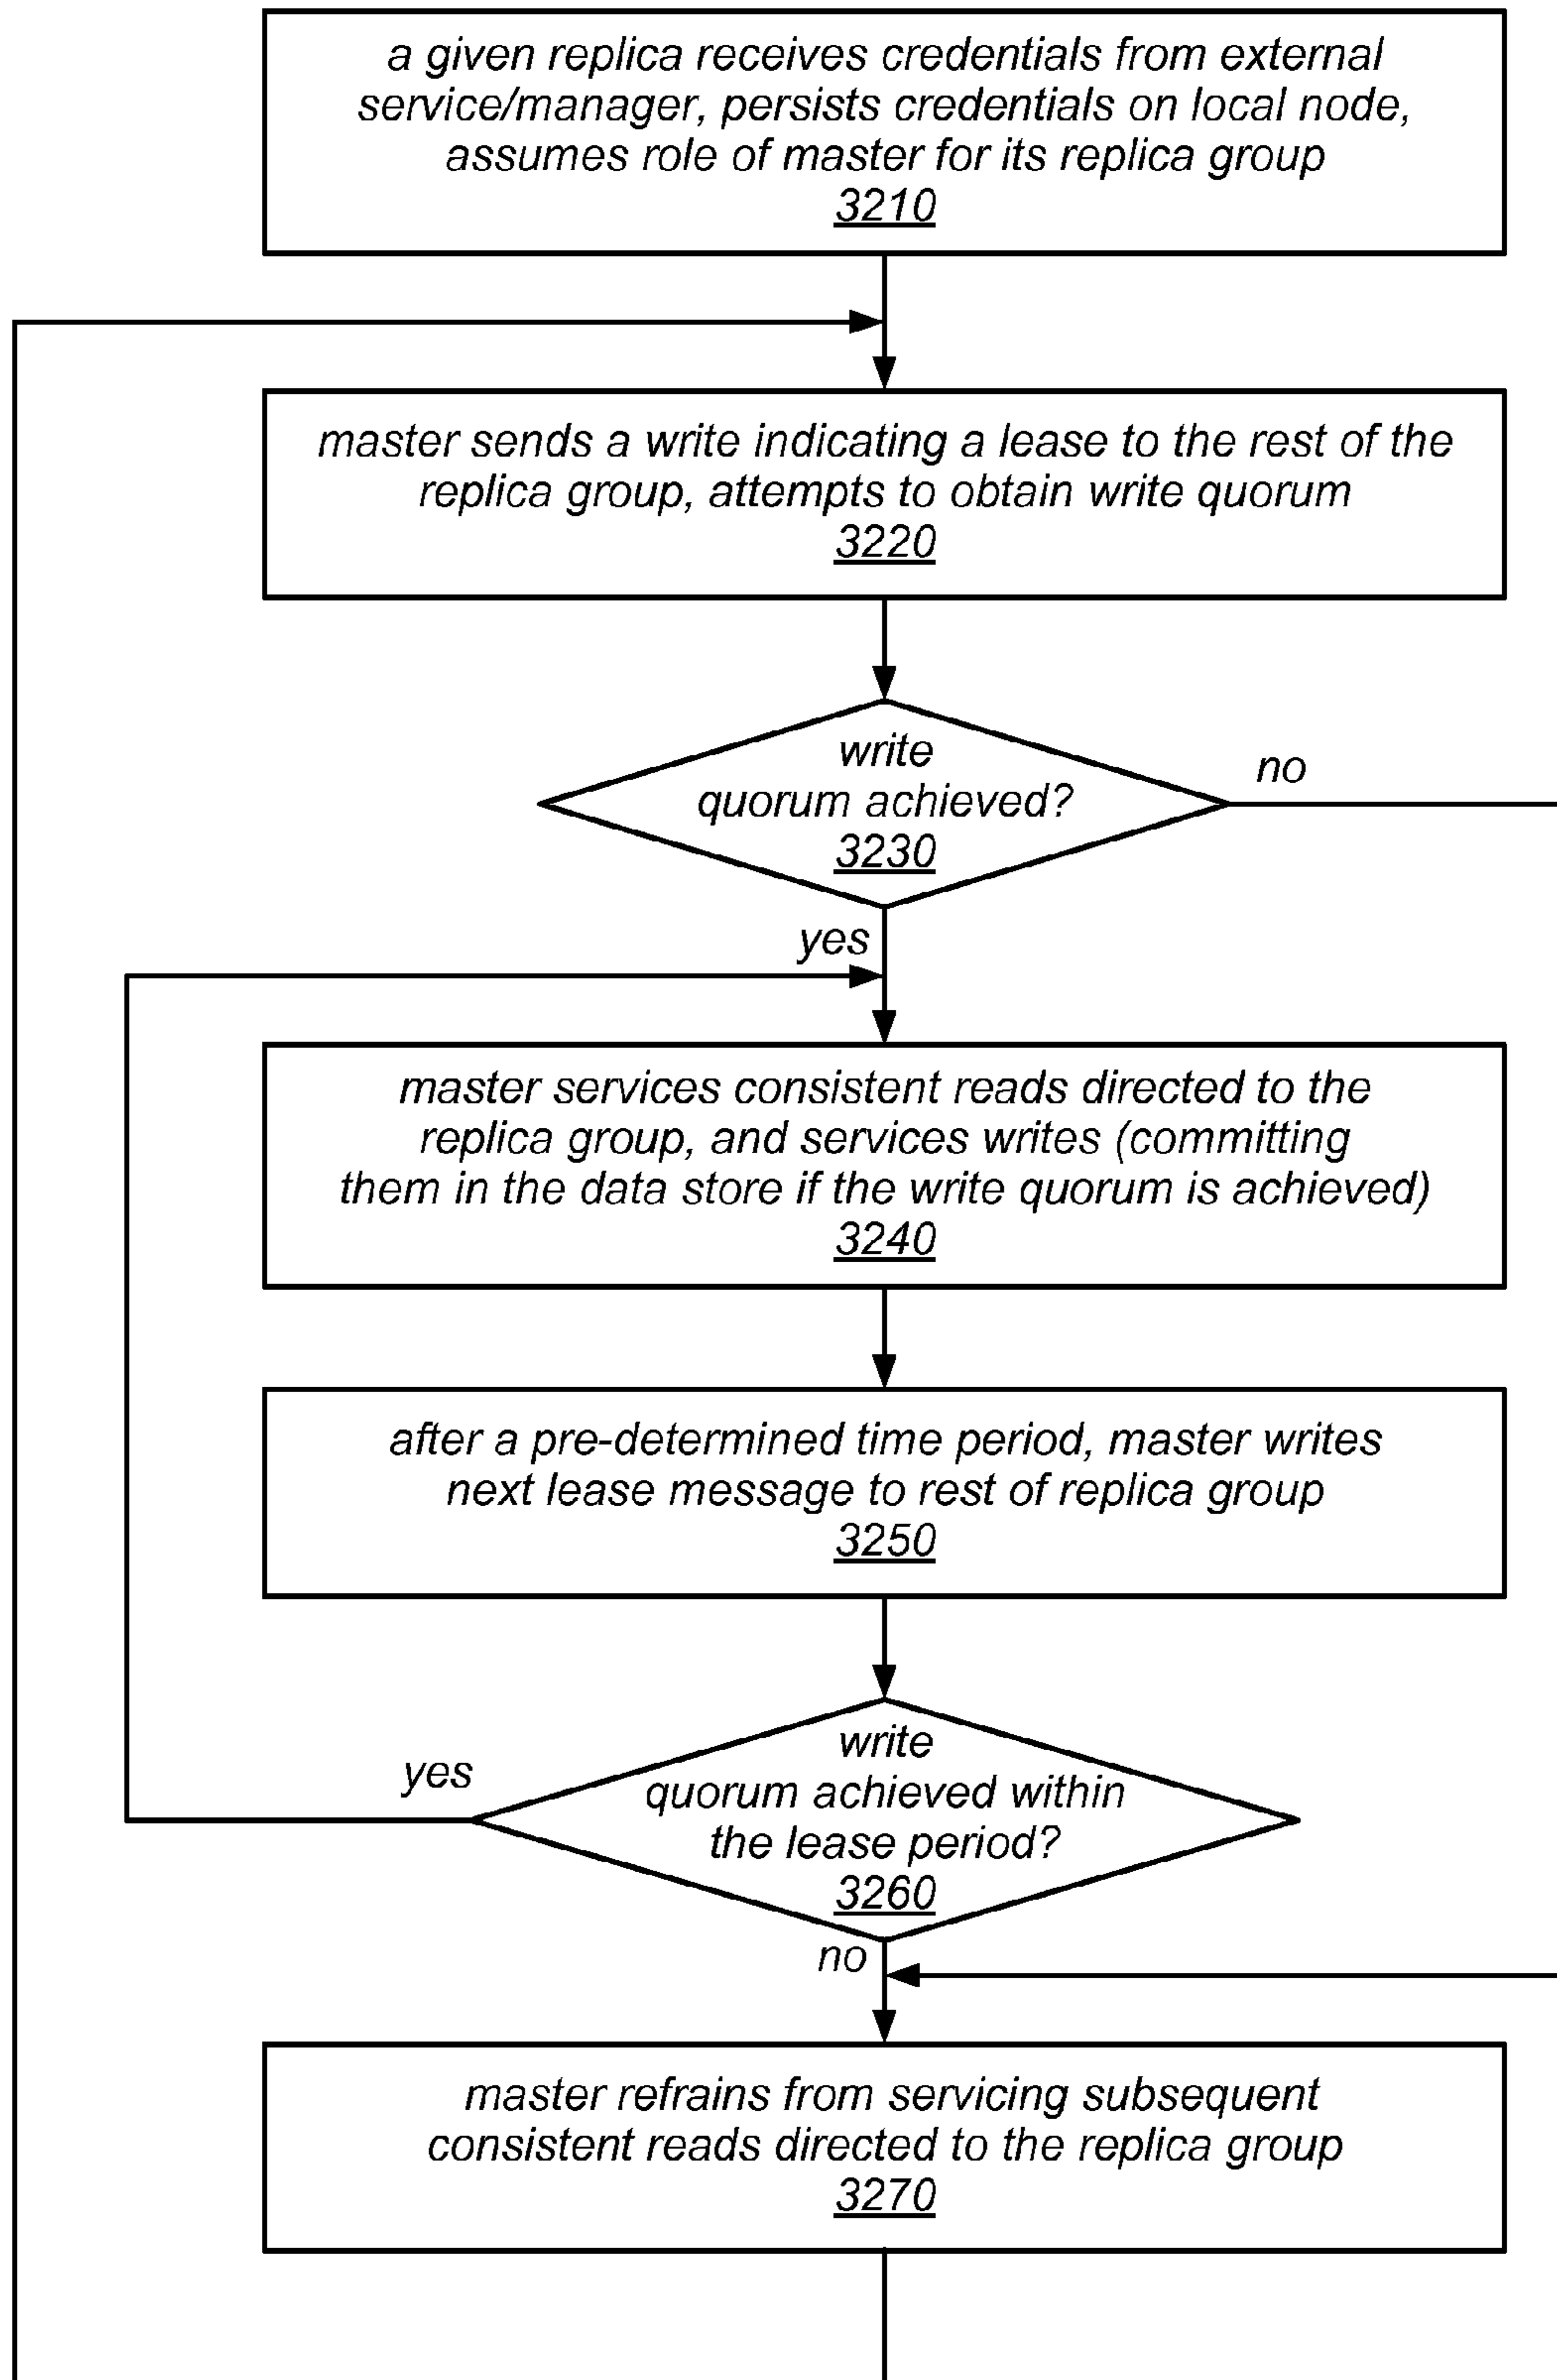 a given replica receives credentials from external
service/manager, persists credentials on local node,
assumes role of master for its replica group
3210
master sends a write indicating a lease to the rest of the
replica group, attempts to obtain write quorum
3220
write
quorum achieved?
3230
no
yes
master services consistent reads directed to the
replica group, and services writes (committing
them in the data store if the write quorum is achieved)
3240
after a pre-determined time period, master writes
next lease message to rest of replica group
3250
write
quorum achieved within
the lease period?
3260
yes
no
master refrains from servicing subsequent
consistent reads directed to the replica group
3270